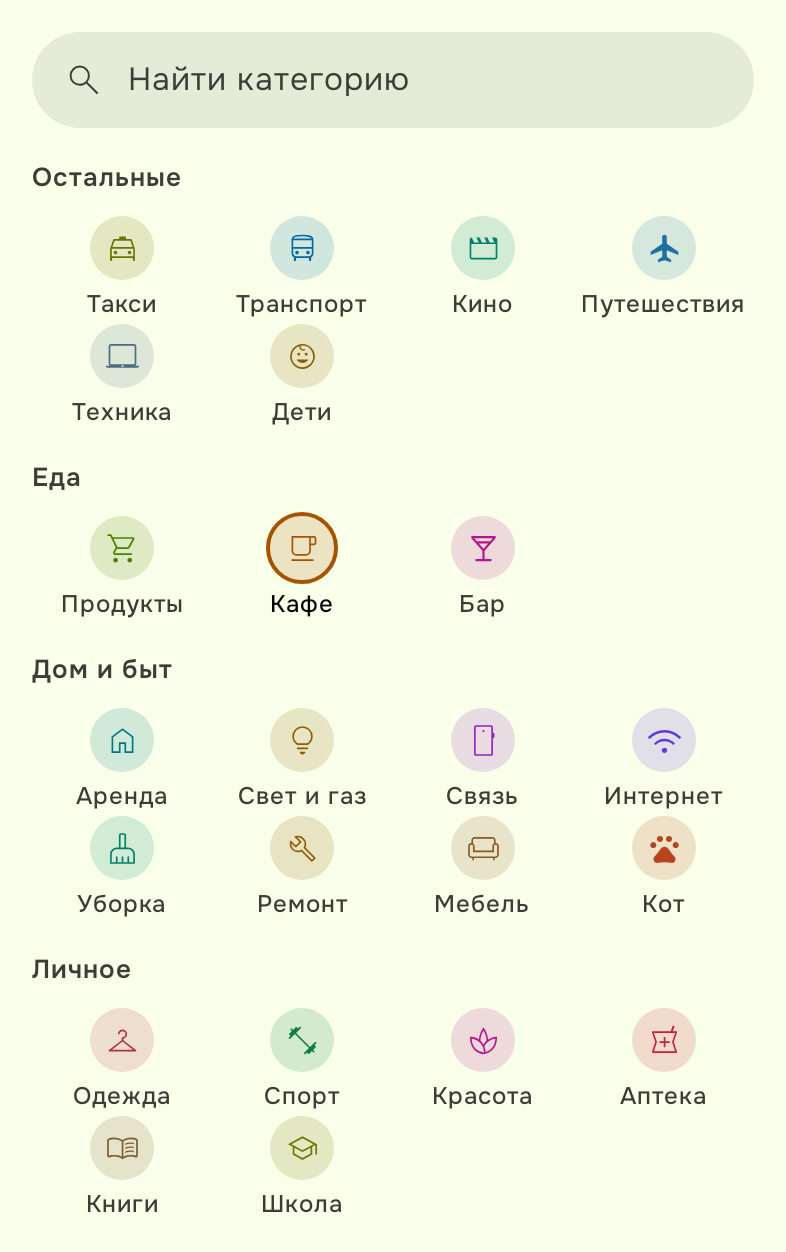 Найти категорию
Остальные
Такси Транспорт Кино Путешествия
Техника Дети
Еда
Продукты Кафе Бар
Дом и быт
Аренда Свет и газ Связь Интернет
Уборка Ремонт Мебель Кот
Личное
Одежда Спорт Красота Аптека
Книги Школа